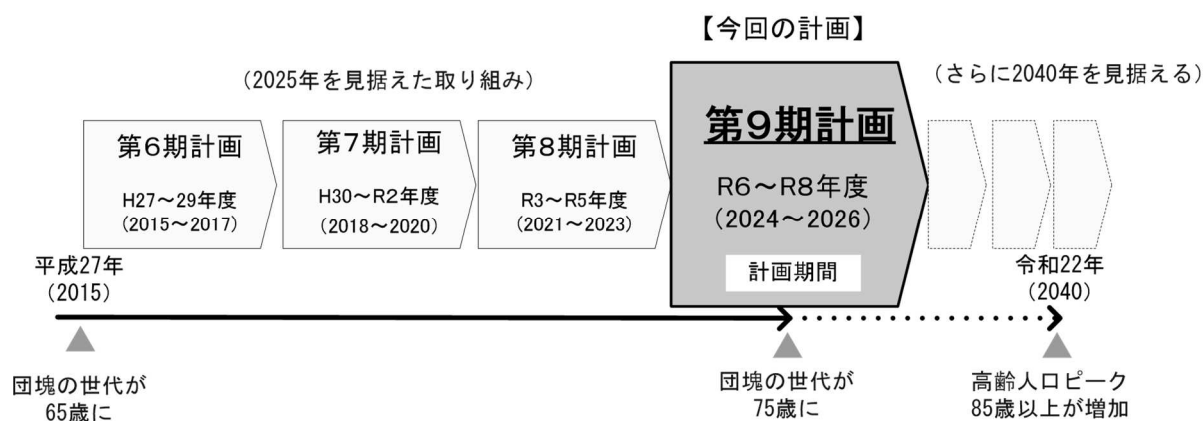 【今回の計画】
（2025年を見据えた取り組み）
（さらに2040年を見据える）
第6期計画
H27～29年度
（2015～2017）
第7期計画
H30～R2年度
（2018～2020）
第8期計画
R3～R5年度
（2021～2023）
第9期計画
R6～R8年度
（2024～2026）
計画期間
平成27年
（2015）
令和22年
（2040）
団塊の世代が
65歳に
団塊の世代が
75歳に
高齢人口ピーク
85歳以上が増加